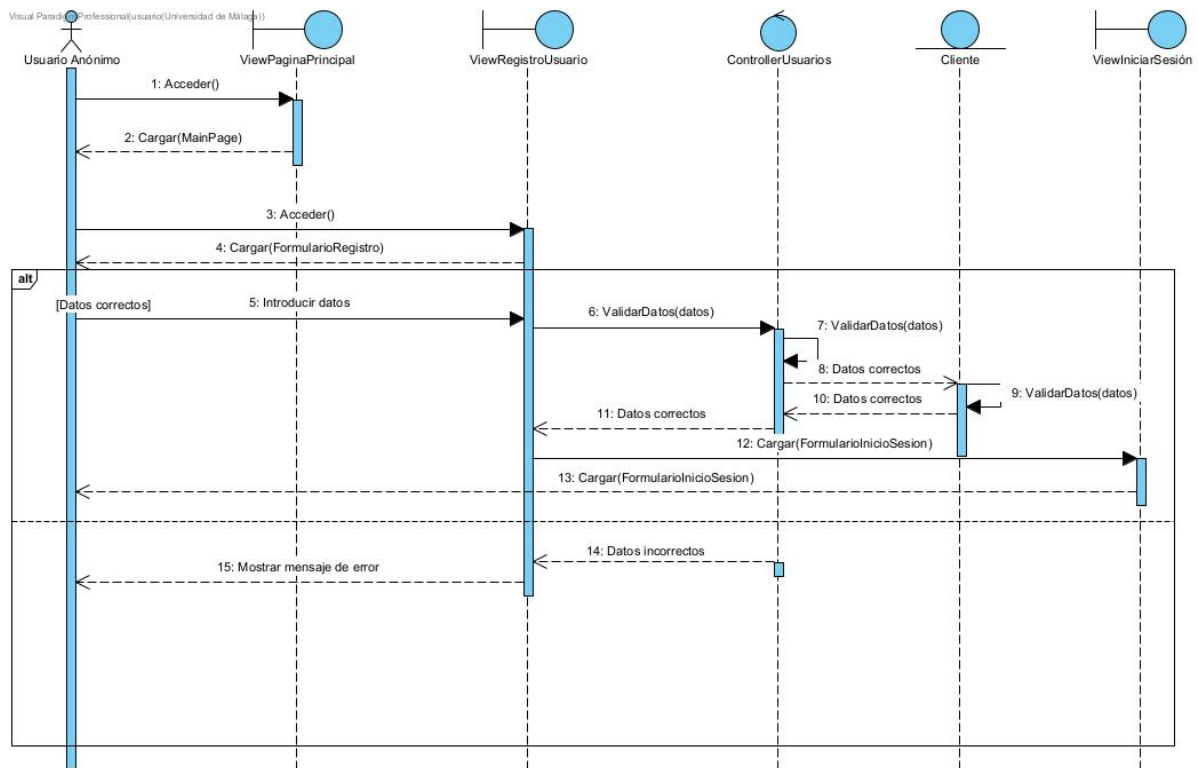 Visual Paradigm Professional(usuario(Universidad de Málaga))
Usuario Anónimo
ViewPaginaPrincipal
ViewRegistroUsuario
ControllerUsuarios
Cliente
ViewIniciarSesión
1: Acceder()
2: Cargar(MainPage)
3: Acceder()
4: Cargar(FormularioRegistro)
alt
[Datos correctos]
5: Introducir datos
6: ValidarDatos(datos)
7: ValidarDatos(datos)
8: Datos correctos
9: ValidarDatos(datos)
10: Datos correctos
11: Datos correctos
12: Cargar(FormularioInicioSesion)
13: Cargar(FormularioInicioSesion)
14: Datos incorrectos
15: Mostrar mensaje de error